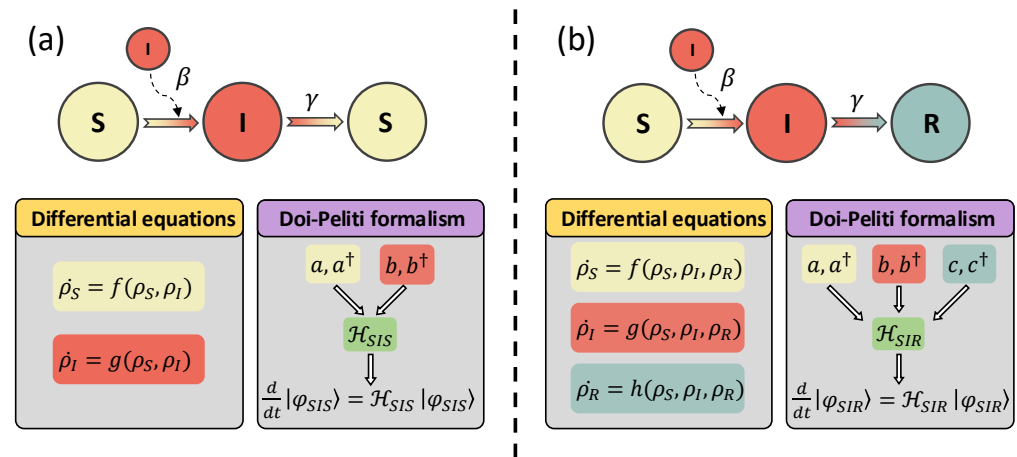 (a)
I
β
γ
S
I
S
Differential equations
ρ̇_S = f(ρ_S, ρ_I)
ρ̇_I = g(ρ_S, ρ_I)
Doi-Peliti formalism
a, a†
b, b†
ℋ_SIS
d/dt |φ_SIS⟩ = ℋ_SIS |φ_SIS⟩
(b)
I
β
γ
S
I
R
Differential equations
ρ̇_S = f(ρ_S, ρ_I, ρ_R)
ρ̇_I = g(ρ_S, ρ_I, ρ_R)
ρ̇_R = h(ρ_S, ρ_I, ρ_R)
Doi-Peliti formalism
a, a†
b, b†
c, c†
ℋ_SIR
d/dt |φ_SIR⟩ = ℋ_SIR |φ_SIR⟩